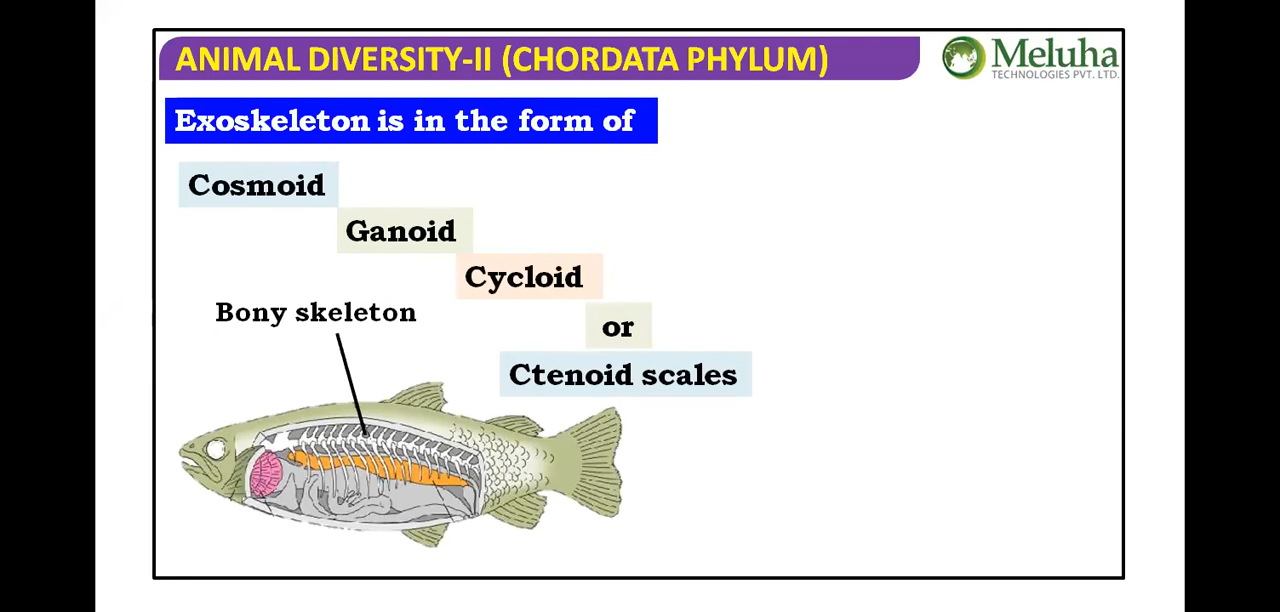 ANIMAL DIVERSITY-II (CHORDATA PHYLUM)
Meluha
TECHNOLOGIES PVT. LTD.
Exoskeleton is in the form of
Cosmoid
Ganoid
Cycloid
Bony skeleton
or
Ctenoid scales